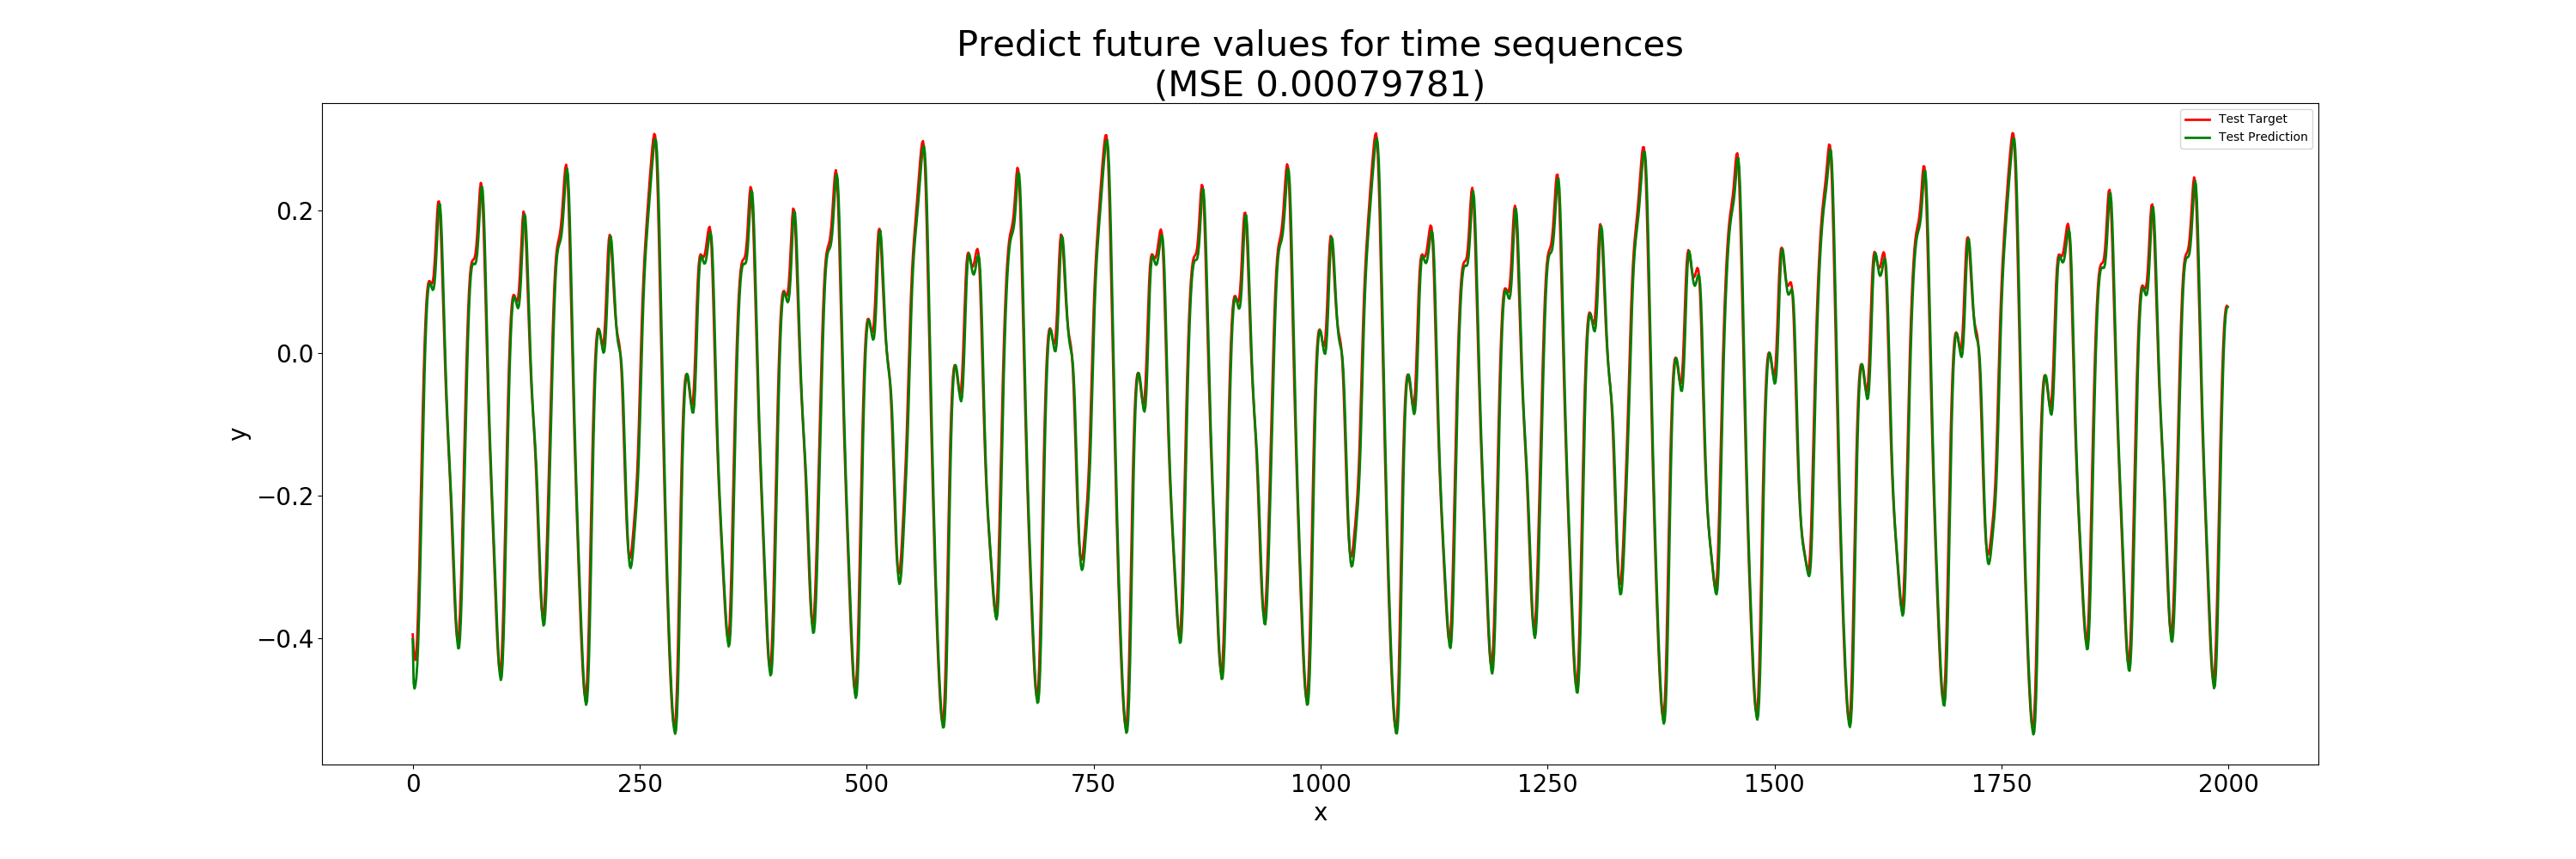 Predict future values for time sequences
(MSE 0.00079781)
Test Target
Test Prediction
0.2
0.0
−0.2
−0.4
y
0 250 500 750 1000 1250 1500 1750 2000
x